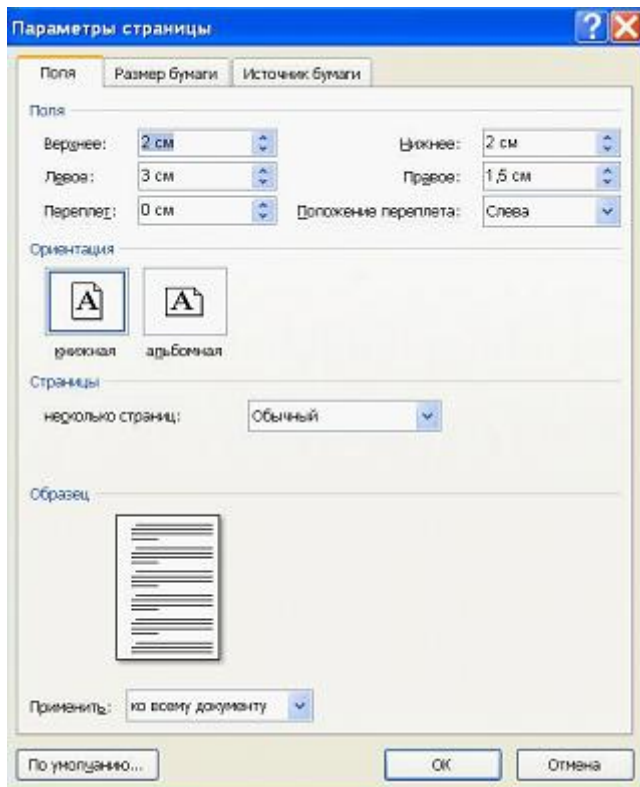 Параметры страницы
Поля Размер бумаги Источник бумаги
Поля
Верхнее: 2 см Нижнее: 2 см
Левое: 3 см Правое: 1,5 см
Переплет: 0 см Положение переплета: Слева
Ориентация
A A
книжная альбомная
Страницы
несколько страниц: Обычный
Образец
Применить: ко всему документу
По умолчанию... ОК Отмена